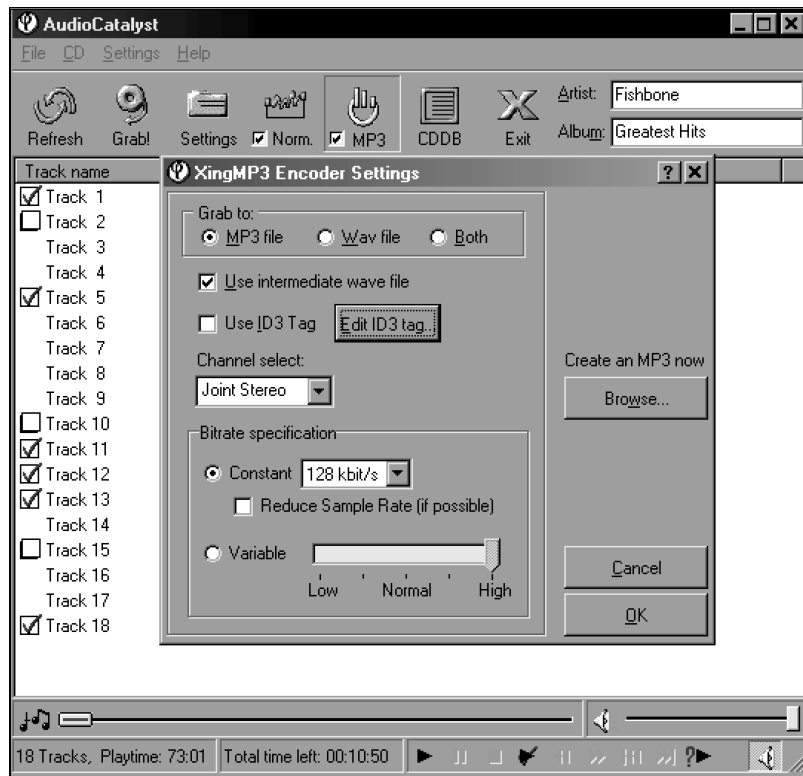 AudioCatalyst
File CD Settings Help
Refresh Grab! Settings Norm. MP3 CDDB Exit
Artist: Fishbone
Album: Greatest Hits
Track name
Track 1
Track 2
Track 3
Track 4
Track 5
Track 6
Track 7
Track 8
Track 9
Track 10
Track 11
Track 12
Track 13
Track 14
Track 15
Track 16
Track 17
Track 18
XingMP3 Encoder Settings
Grab to:
MP3 file Wav file Both
Use intermediate wave file
Use ID3 Tag Edit ID3 tag..
Channel select:
Joint Stereo
Bitrate specification
Constant 128 kbit/s
Reduce Sample Rate (if possible)
Variable
Low Normal High
Create an MP3 now
Browse...
Cancel
OK
18 Tracks, Playtime: 73:01 Total time left: 00:10:50